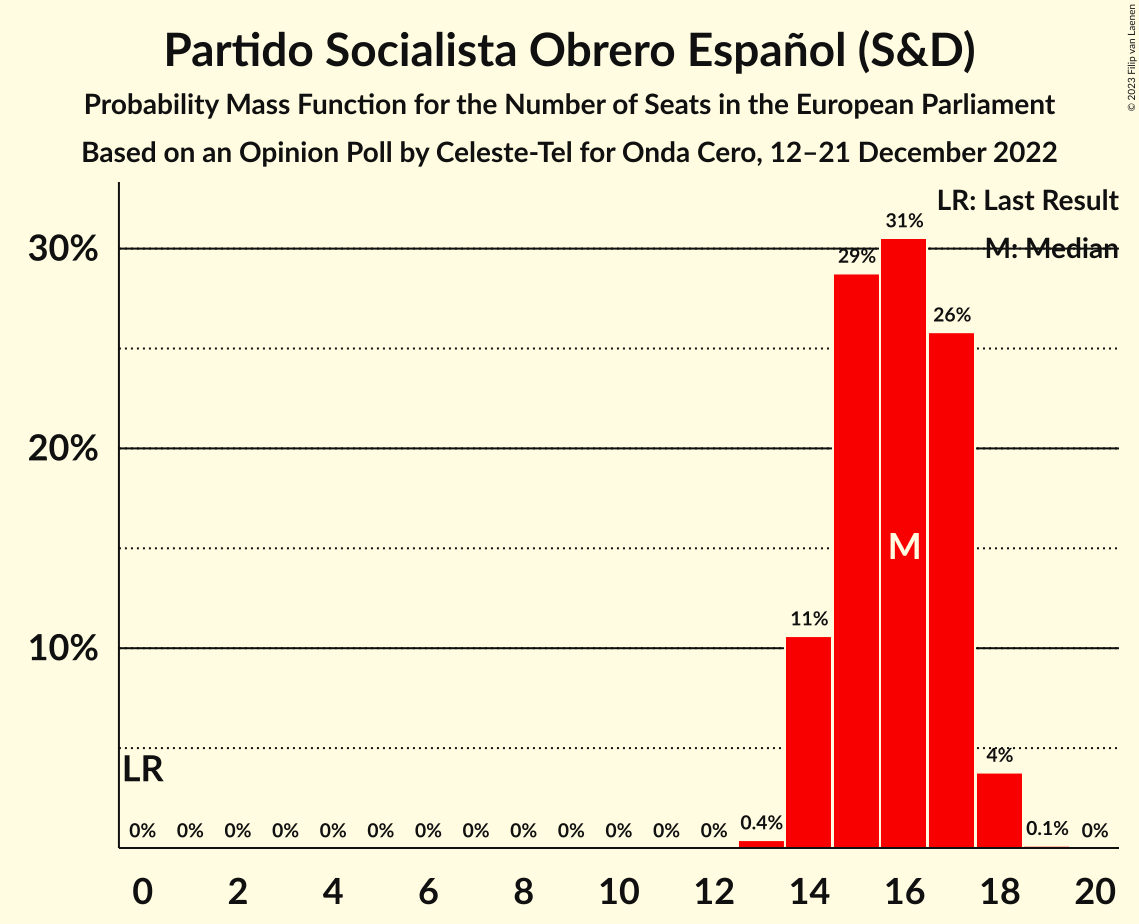 Partido Socialista Obrero Español (S&D)
Probability Mass Function for the Number of Seats in the European Parliament
Based on an Opinion Poll by Celeste-Tel for Onda Cero, 12–21 December 2022
© 2023 Filip van Laenen
LR: Last Result
M: Median
30%
20%
10%
31%
29%
26%
M
11%
LR
4%
0% 0% 0% 0% 0% 0% 0% 0% 0% 0% 0% 0% 0% 0.4% 0.1% 0%
0 2 4 6 8 10 12 14 16 18 20